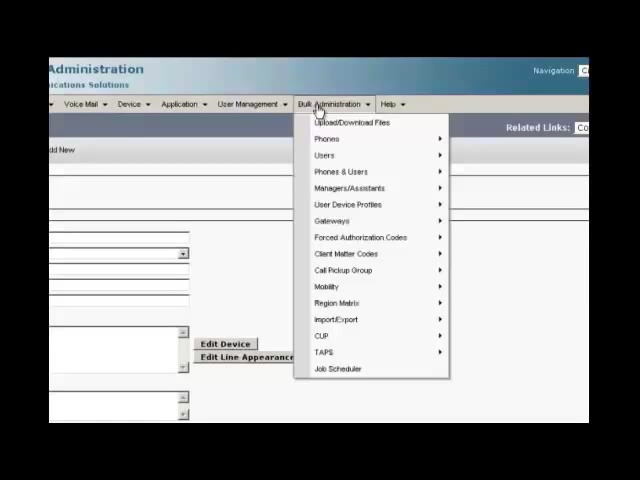 Administration
ications Solutions
Navigation
Voice Mail Device Application User Management Bulk Administration Help
Upload/Download Files
Related Links: Co
Phones
dd New
Users
Phones & Users
Managers/Assistants
User Device Profiles
Gateways
Forced Authorization Codes
Client Matter Codes
Call Pickup Group
Mobility
Region Matrix
Import/Export
CUP
Edit Device
TAPS
Edit Line Appearance
Job Scheduler